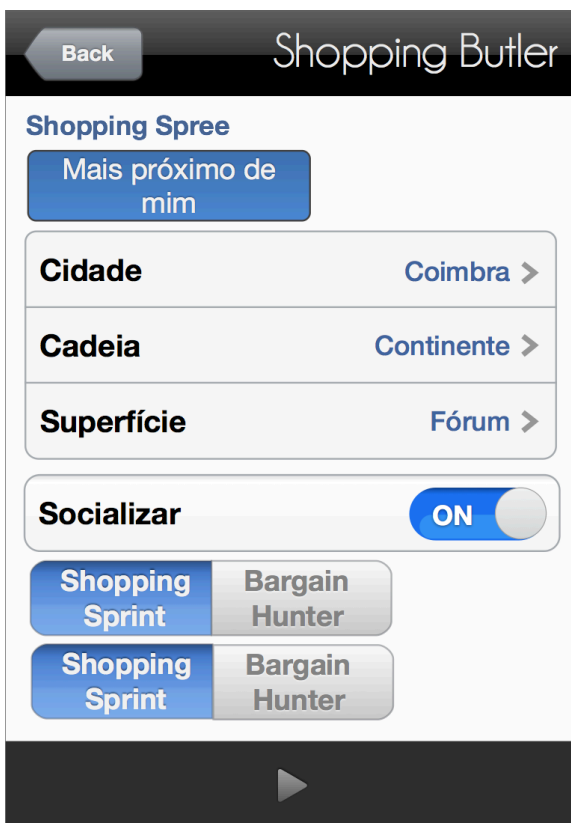 Back
Shopping Butler
Shopping Spree
Mais próximo de
mim
Cidade Coimbra >
Cadeia Continente >
Superfície Fórum >
Socializar ON
Shopping Bargain
Sprint Hunter
Shopping Bargain
Sprint Hunter